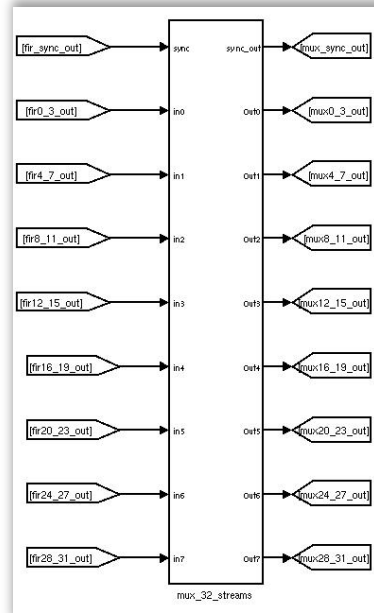 [fir_sync_out] sync sync_out [mux_sync_out]
[fir0_3_out] in0 Out0 [mux0_3_out]
[fir4_7_out] in1 Out1 [mux4_7_out]
[fir8_11_out] in2 Out2 [mux8_11_out]
[fir12_15_out] in3 Out3 [mux12_15_out]
[fir16_19_out] in4 Out4 [mux16_19_out]
[fir20_23_out] in5 Out5 [mux20_23_out]
[fir24_27_out] in6 Out6 [mux24_27_out]
[fir28_31_out] in7 Out7 [mux28_31_out]
mux_32_streams